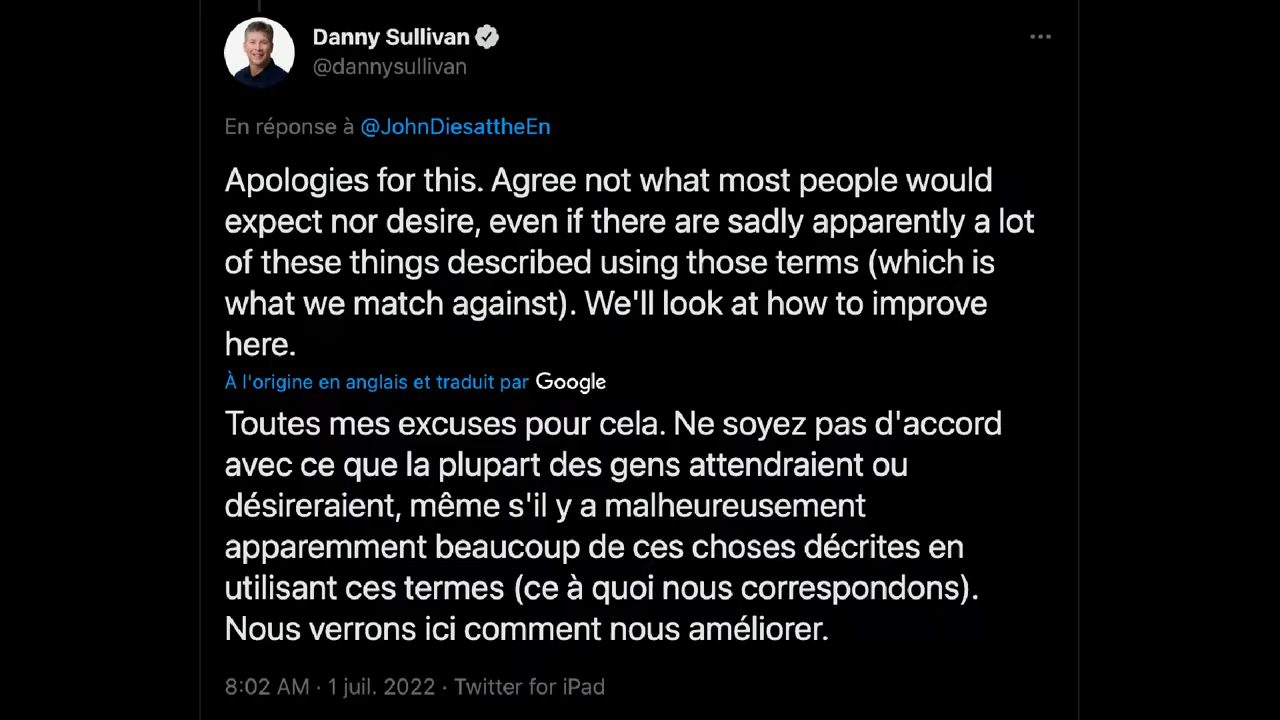 Danny Sullivan
@dannysullivan
En réponse à @JohnDiesattheEn
Apologies for this. Agree not what most people would
expect nor desire, even if there are sadly apparently a lot
of these things described using those terms (which is
what we match against). We'll look at how to improve
here.
À l'origine en anglais et traduit par Google
Toutes mes excuses pour cela. Ne soyez pas d'accord
avec ce que la plupart des gens attendraient ou
désireraient, même s'il y a malheureusement
apparemment beaucoup de ces choses décrites en
utilisant ces termes (ce à quoi nous correspondons).
Nous verrons ici comment nous améliorer.
8:02 AM · 1 juil. 2022 · Twitter for iPad